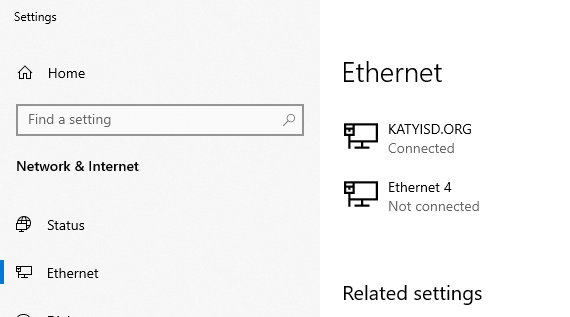 Settings
Home
Find a setting
Network & Internet
Status
Ethernet
Ethernet
KATYISD.ORG
Connected
Ethernet 4
Not connected
Related settings